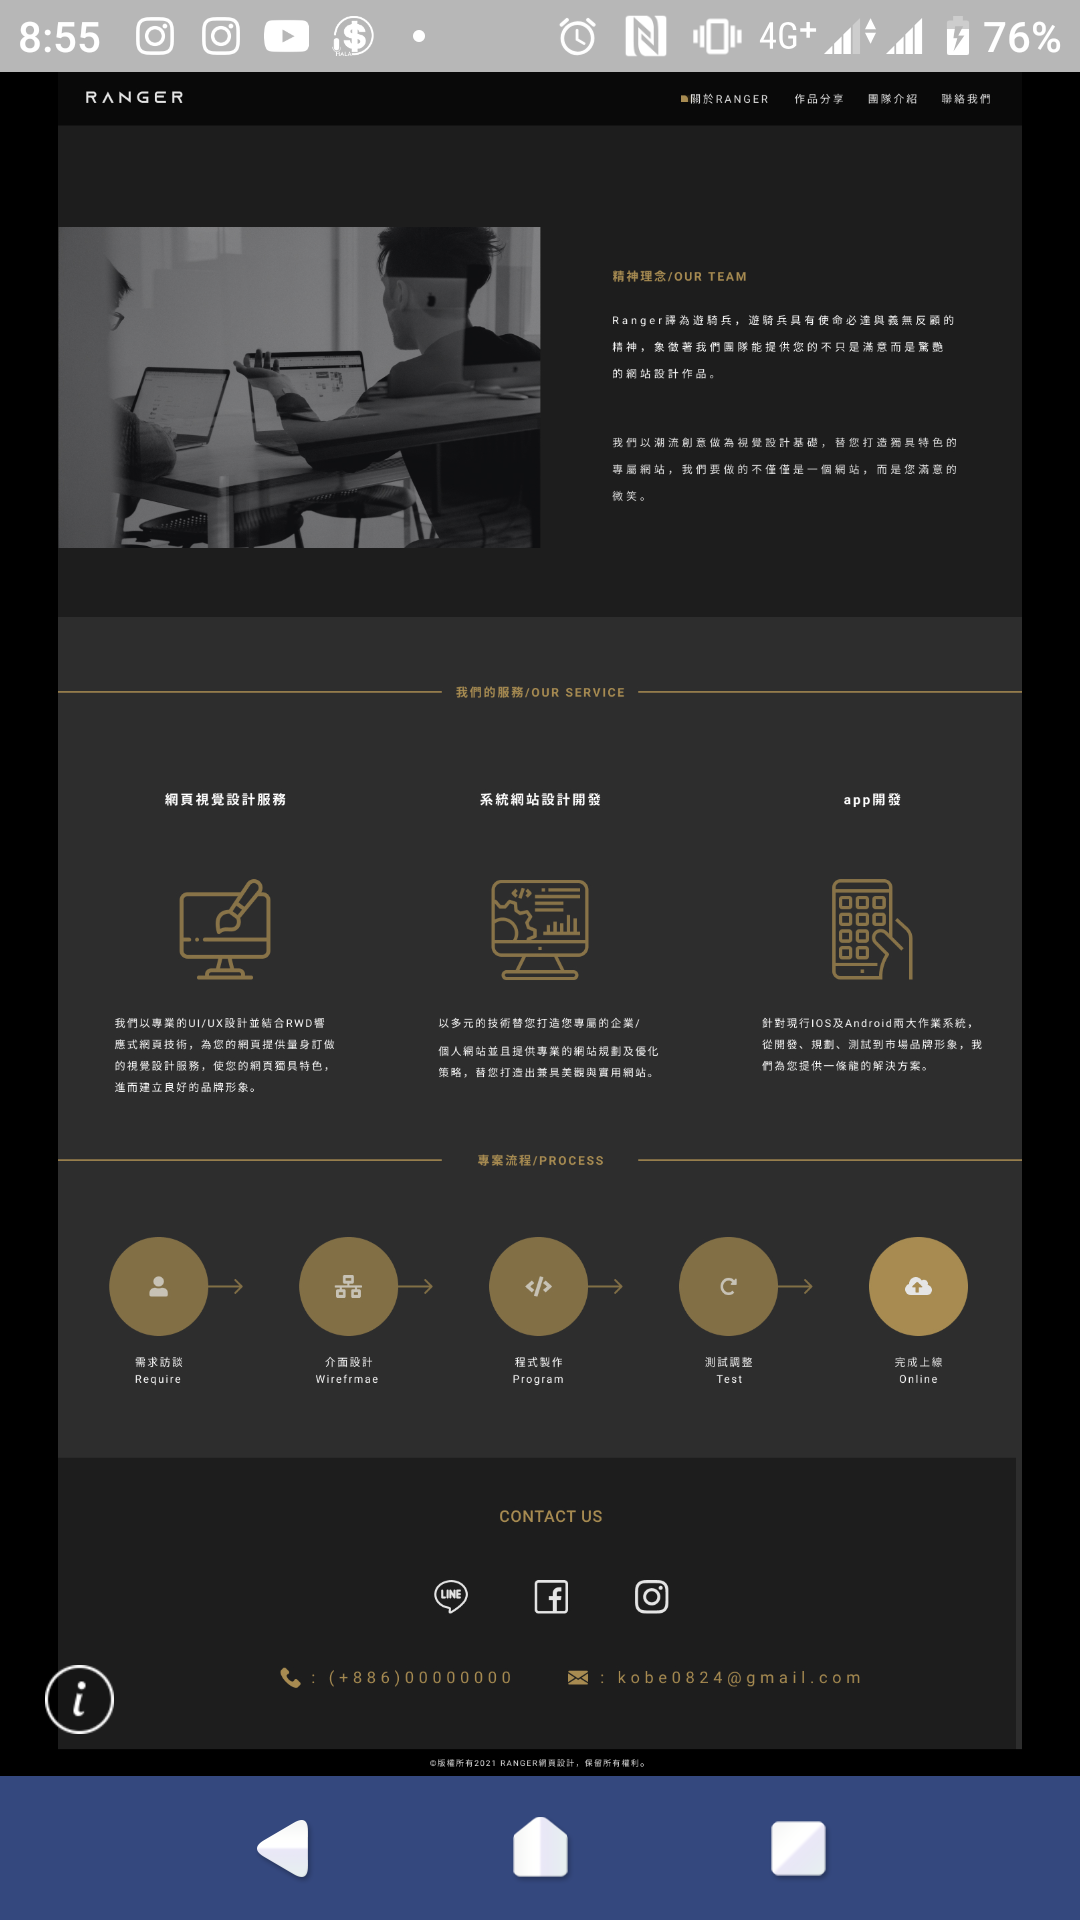 8:55
4G+
76%
RANGER
關於RANGER 作品分享 團隊介紹 聯絡我們
精神理念/OUR TEAM
Ranger譯為遊騎兵，遊騎兵具有使命必達與義無反顧的
精神，象徵著我們團隊能提供您的不只是滿意而是驚艷
的網站設計作品。
我們以潮流創意做為視覺設計基礎，替您打造獨具特色的
專屬網站，我們要做的不僅僅是一個網站，而是您滿意的
微笑。
我們的服務/OUR SERVICE
網頁視覺設計服務
我們以專業的UI/UX設計並結合RWD響
應式網頁技術，為您的網頁提供量身訂做
的視覺設計服務，使您的網頁獨具特色，
進而建立良好的品牌形象。
系統網站設計開發
以多元的技術替您打造您專屬的企業/
個人網站並且提供專業的網站規劃及優化
策略，替您打造出兼具美觀與實用網站。
app開發
針對現行IOS及Android兩大作業系統，
從開發、規劃、測試到市場品牌形象，我
們為您提供一條龍的解決方案。
專案流程/PROCESS
需求訪談
Require
介面設計
Wirefrmae
程式製作
Program
測試調整
Test
完成上線
Online
CONTACT US
LINE
: (+886)00000000 : kobe0824@gmail.com
©版權所有2021 RANGER網頁設計，保留所有權利。